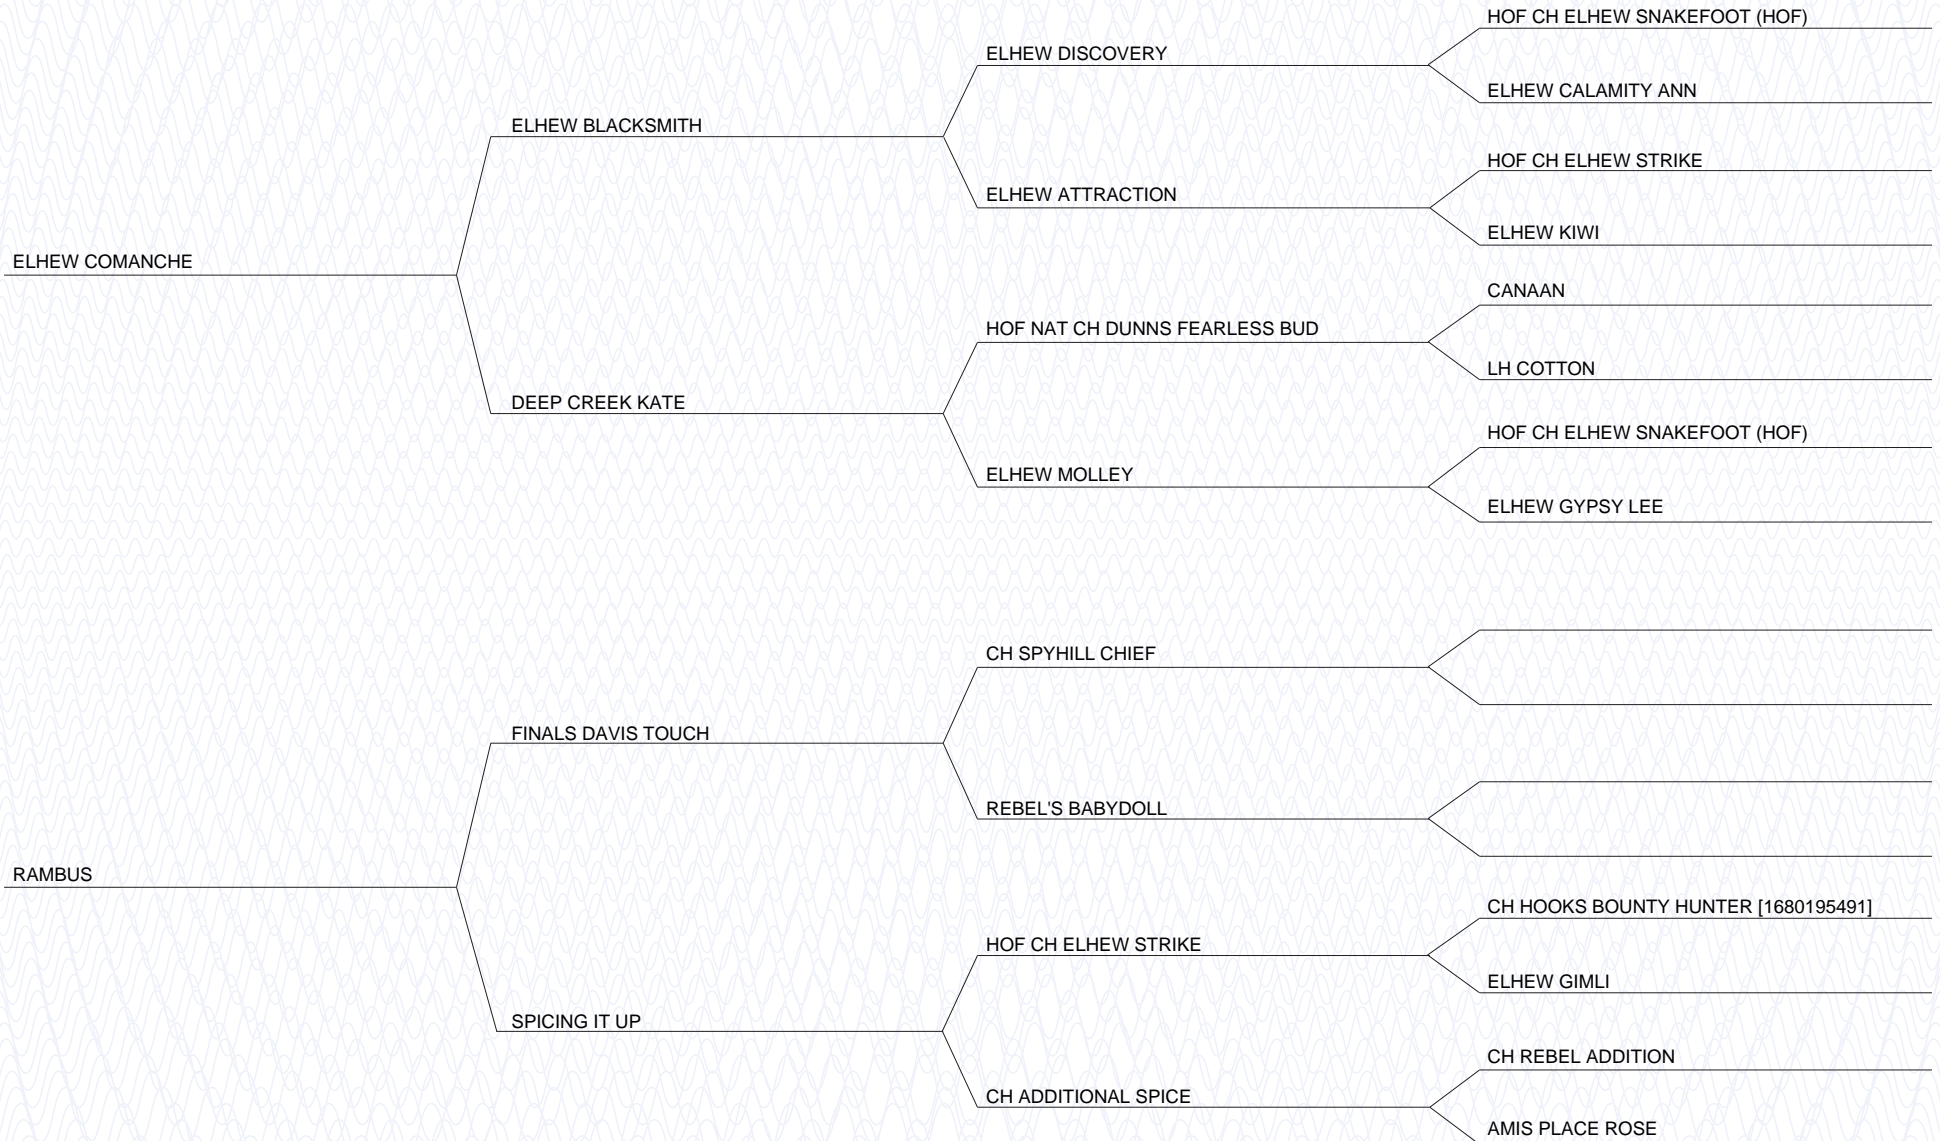 HOF CH ELHEW SNAKEFOOT (HOF)
ELHEW DISCOVERY
ELHEW CALAMITY ANN
ELHEW BLACKSMITH
HOF CH ELHEW STRIKE
ELHEW ATTRACTION
ELHEW KIWI
ELHEW COMANCHE
CANAAN
HOF NAT CH DUNNS FEARLESS BUD
LH COTTON
DEEP CREEK KATE
HOF CH ELHEW SNAKEFOOT (HOF)
ELHEW MOLLEY
ELHEW GYPSY LEE
CH SPYHILL CHIEF
FINALS DAVIS TOUCH
REBEL'S BABYDOLL
RAMBUS
CH HOOKS BOUNTY HUNTER [1680195491]
HOF CH ELHEW STRIKE
ELHEW GIMLI
SPICING IT UP
CH REBEL ADDITION
CH ADDITIONAL SPICE
AMIS PLACE ROSE